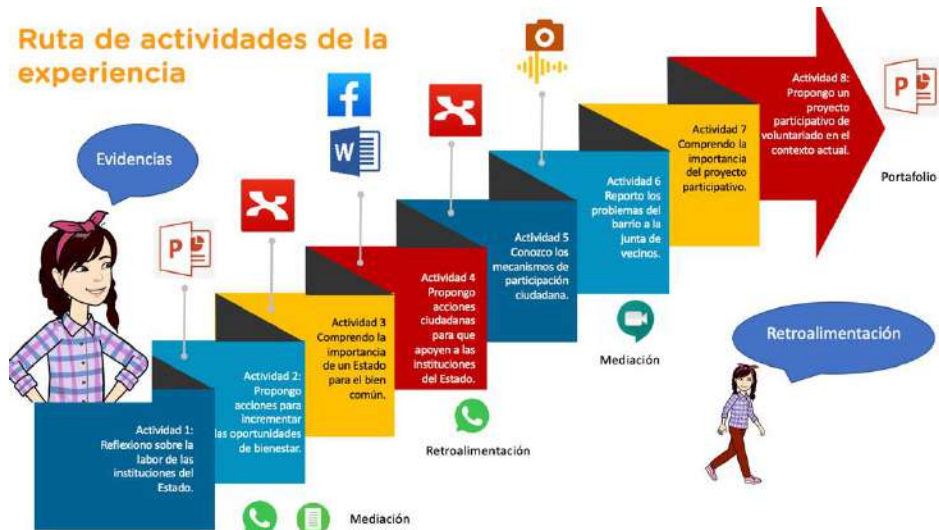 Ruta de actividades de la
experiencia
Evidencias
P
W
P
Portafolio
Actividad 1:
Reflexiono sobre la
labor de las
instituciones del
Estado.
Actividad 2:
Propongo
acciones para
incrementar
las oportunidades
de bienestar.
Actividad 3
Comprendo la
importancia
de un Estado
para el bien
común.
Actividad 4
Propongo
acciones
ciudadanas
para que
apoyen a las
instituciones
del Estado.
Actividad 5
Conozco los
mecanismos de
participación
ciudadana.
Actividad 6
Reporto los
problemas del
barrio a la
junta de
vecinos.
Actividad 7
Comprendo la
importancia
del proyecto
participativo.
Actividad 8:
Propongo un
proyecto
participativo de
voluntariado en el
contexto actual.
Mediación
Retroalimentación
Retroalimentación
Mediación